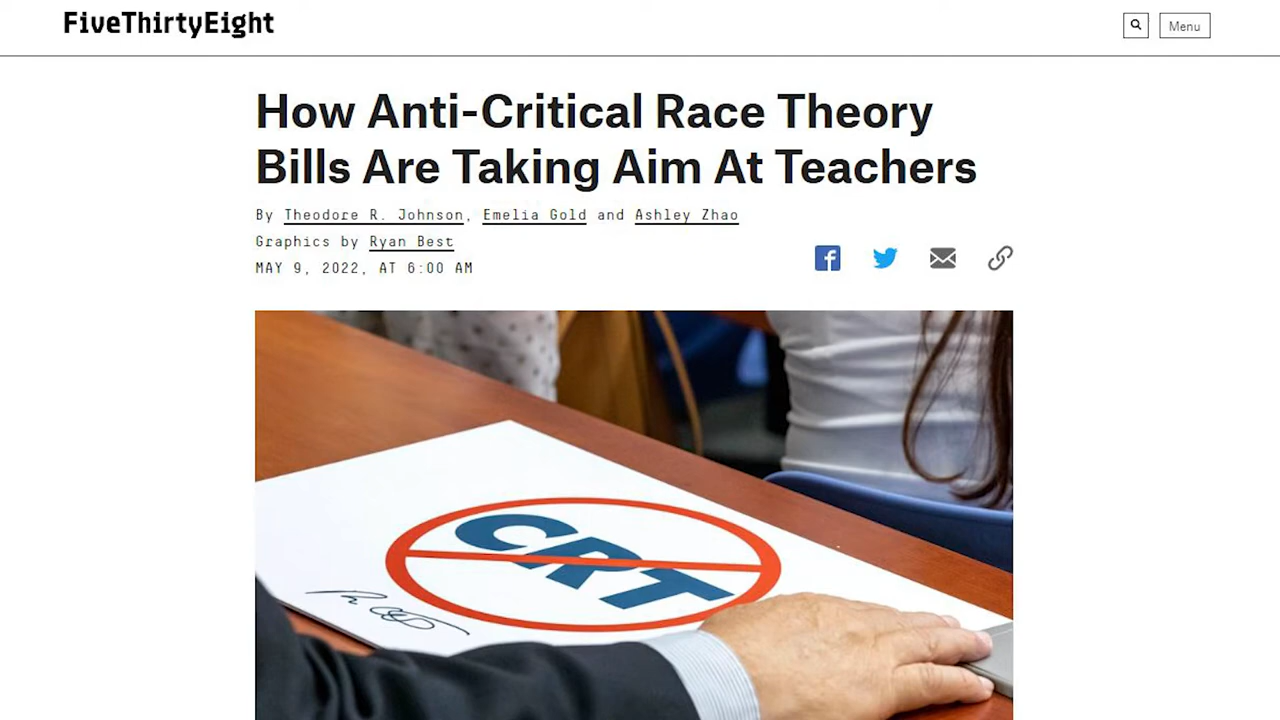 FiveThirtyEight
Menu
How Anti-Critical Race Theory
Bills Are Taking Aim At Teachers
By Theodore R. Johnson, Emelia Gold and Ashley Zhao
Graphics by Ryan Best
MAY 9, 2022, AT 6:00 AM
CRT